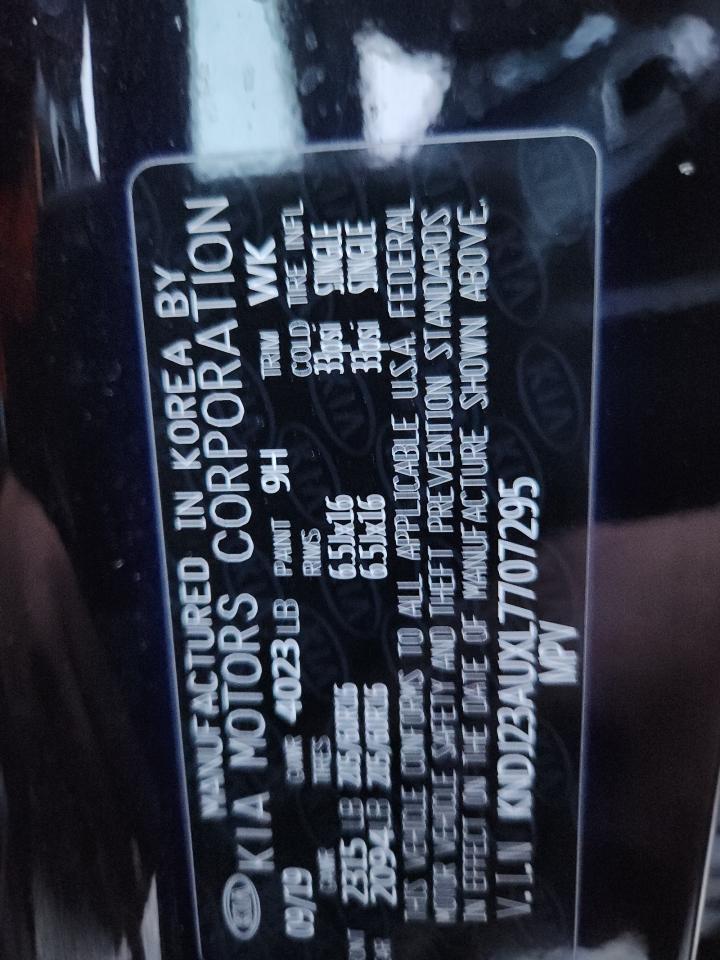 KIA
MANUFACTURED IN KOREA BY
KIA MOTORS CORPORATION
09/19 GVWR 4023 LB PAINT 9H TRIM WK
GAWR TIRES RIMS COLD TIRE INFL
2315 LB 205/60R16 6.5Jx16 33psi SINGLE
2094 LB 205/60R16 6.5Jx16 33psi SINGLE
THIS VEHICLE CONFORMS TO ALL APPLICABLE U.S.A. FEDERAL
MOTOR VEHICLE SAFETY AND THEFT PREVENTION STANDARDS
IN EFFECT ON THE DATE OF MANUFACTURE SHOWN ABOVE.
V.I.N KNDJ23AUXL7707295
MPV